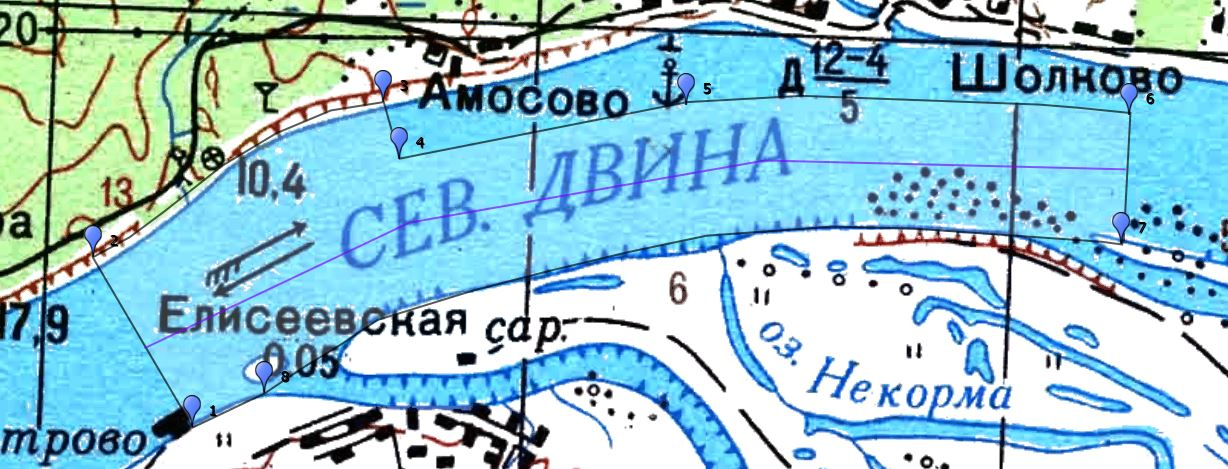 20
3
Амосово
5
Д 12-4
5
Шолково
6
4
10,4
13
ра
2
СЕВ. ДВИНА
7
17,9
Елисеевская
сар.
6
0,05
8
1
трово
оз. Некорма